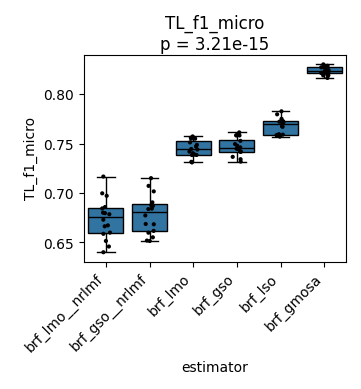 TL_f1_micro
p = 3.21e-15
TL_f1_micro
0.80
0.75
0.70
0.65
brf_lmo__nrlmf
brf_gso__nrlmf
brf_lmo
brf_gso
brf_lso
brf_gmosa
estimator